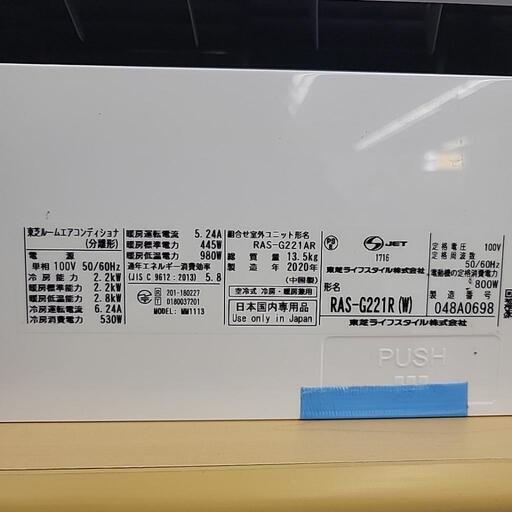 東芝ルームエアコンディショナ
(分離形)
電源
単相 100V 50/60Hz
冷房能力 2.2kW
暖房標準能力 2.2kW
暖房低温能力 2.8kW
冷房運転電流 6.24A
冷房消費電力 530W
暖房運転電流 5.24A
暖房標準電力 445W
暖房低温電力 980W
通年エネルギー消費効率
(JIS C 9612:2013) 5.8
201-180227
0180037201
MODEL: MW1113
組合せ室外ユニット形名
RAS-G221AR
総質量 13.5kg
製造年 2020年
(中国製)
空冷式 冷房・暖房兼用
日本国内専用品
Use only in Japan
PS
E
JET
1716
東芝ライフスタイル株式会社
形名
RAS-G221R(W)
定格電圧: 100V
定格周波数:
50/60Hz
電動機の定格消費電力:
800W
製造番号
048A0698
東芝ライフスタイル株式会社
PUSH